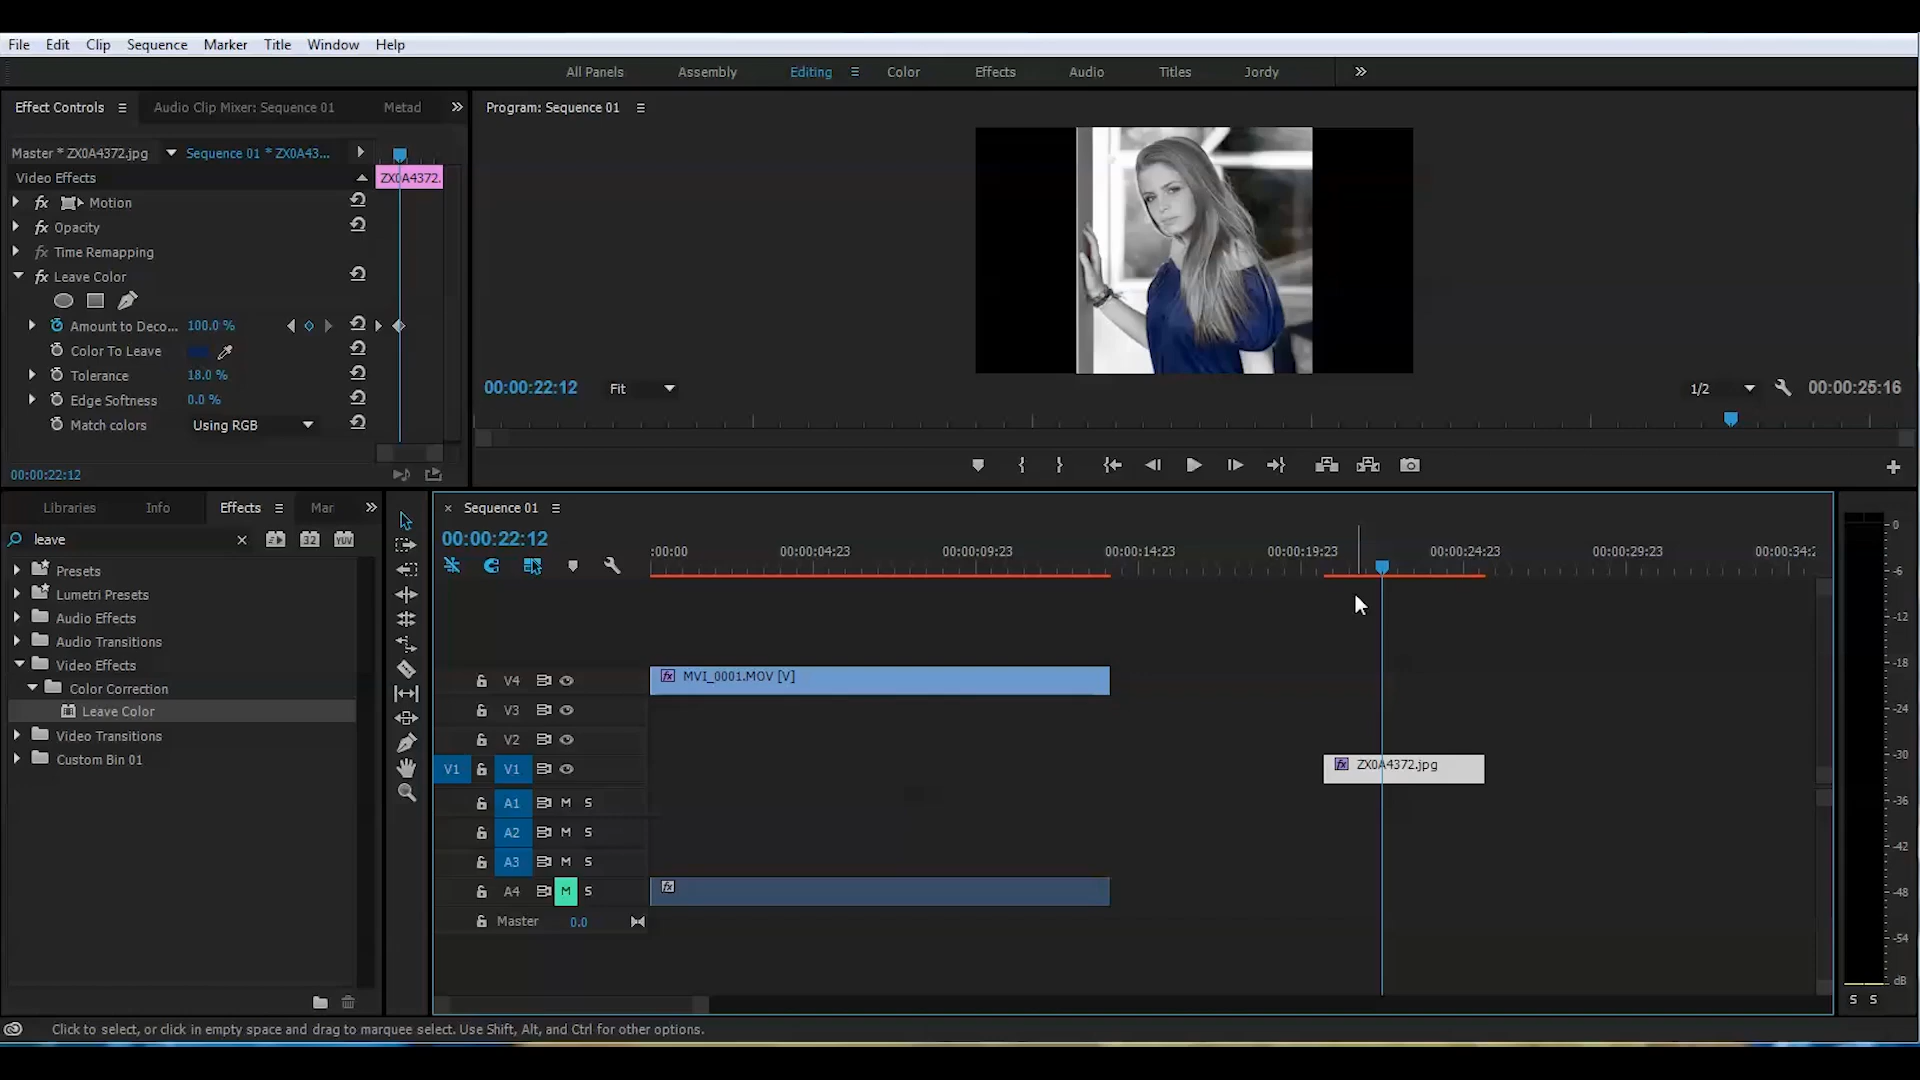 File Edit Clip Sequence Marker Title Window Help
All Panels Assembly Editing Color Effects Audio Titles Jordy
Effect Controls Audio Clip Mixer: Sequence 01 Metad
Program: Sequence 01
Master * ZX0A4372.jpg Sequence 01 * ZX0A43...
Video Effects ZX0A4372.
fx Motion
fx Opacity
fx Time Remapping
fx Leave Color
Amount to Deco... 100.0 %
Color To Leave
Tolerance 18.0 %
Edge Softness 0.0 %
Match colors Using RGB
00:00:22:12
00:00:22:12 Fit 1/2 00:00:25:16
Libraries Info Effects Mar
leave 32 YUV
Presets
Lumetri Presets
Audio Effects
Audio Transitions
Video Effects
Color Correction
Leave Color
Video Transitions
Custom Bin 01
× Sequence 01
00:00:22:12
:00:00 00:00:04:23 00:00:09:23 00:00:14:23 00:00:19:23 00:00:24:23 00:00:29:23 00:00:34:2
V4 fx MVI_0001.MOV [V]
V3
V2
V1 V1 fx ZX0A4372.jpg
A1 M S
A2 M S
A3 M S
A4 M S fx
Master 0.0
0
-6
-12
-18
-24
-30
-36
-42
-48
-54
dB
S S
Click to select, or click in empty space and drag to marquee select. Use Shift, Alt, and Ctrl for other options.